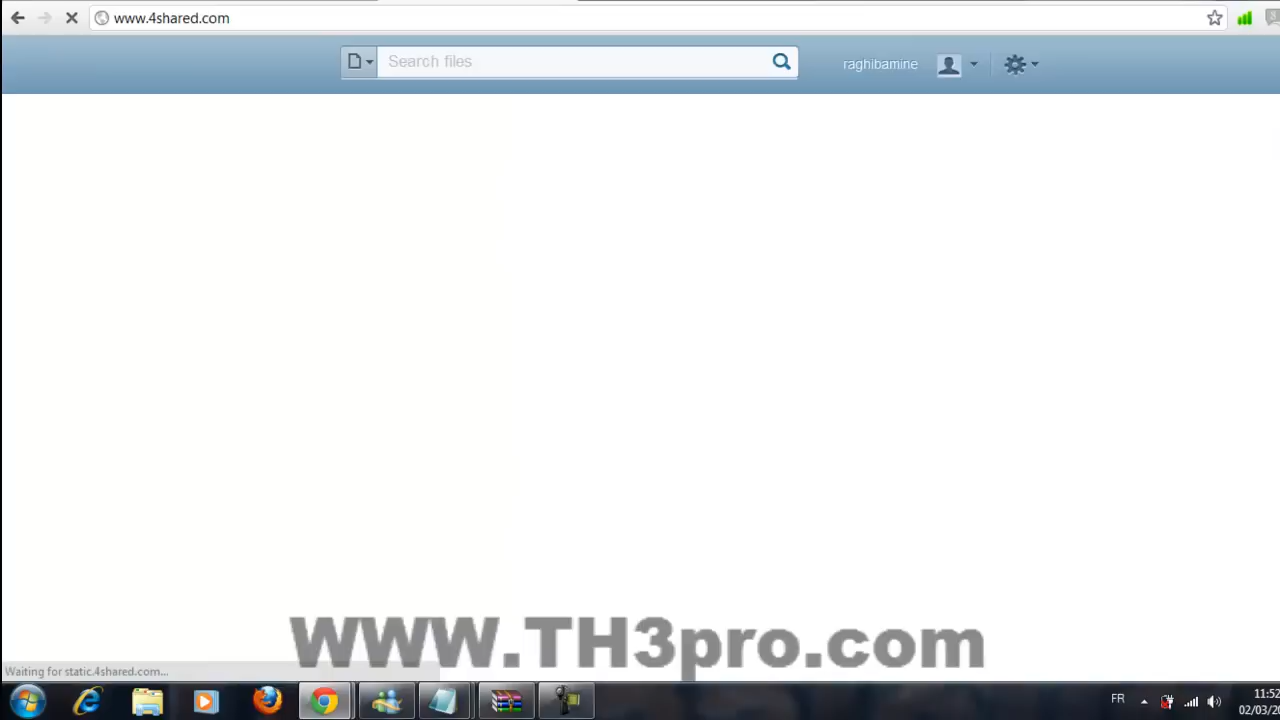 www.4shared.com
Search files
raghibamine
WWW.TH3pro.com
Waiting for static.4shared.com...
FR
11:52
02/03/20